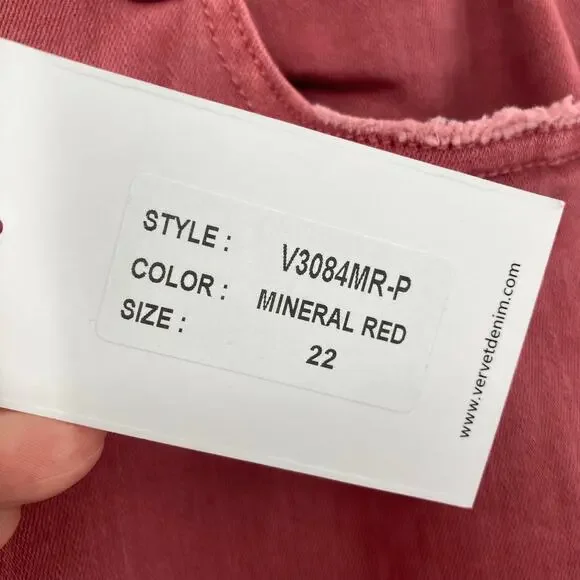 STYLE : V3084MR-P
COLOR : MINERAL RED
SIZE : 22
www.vervetdenim.com